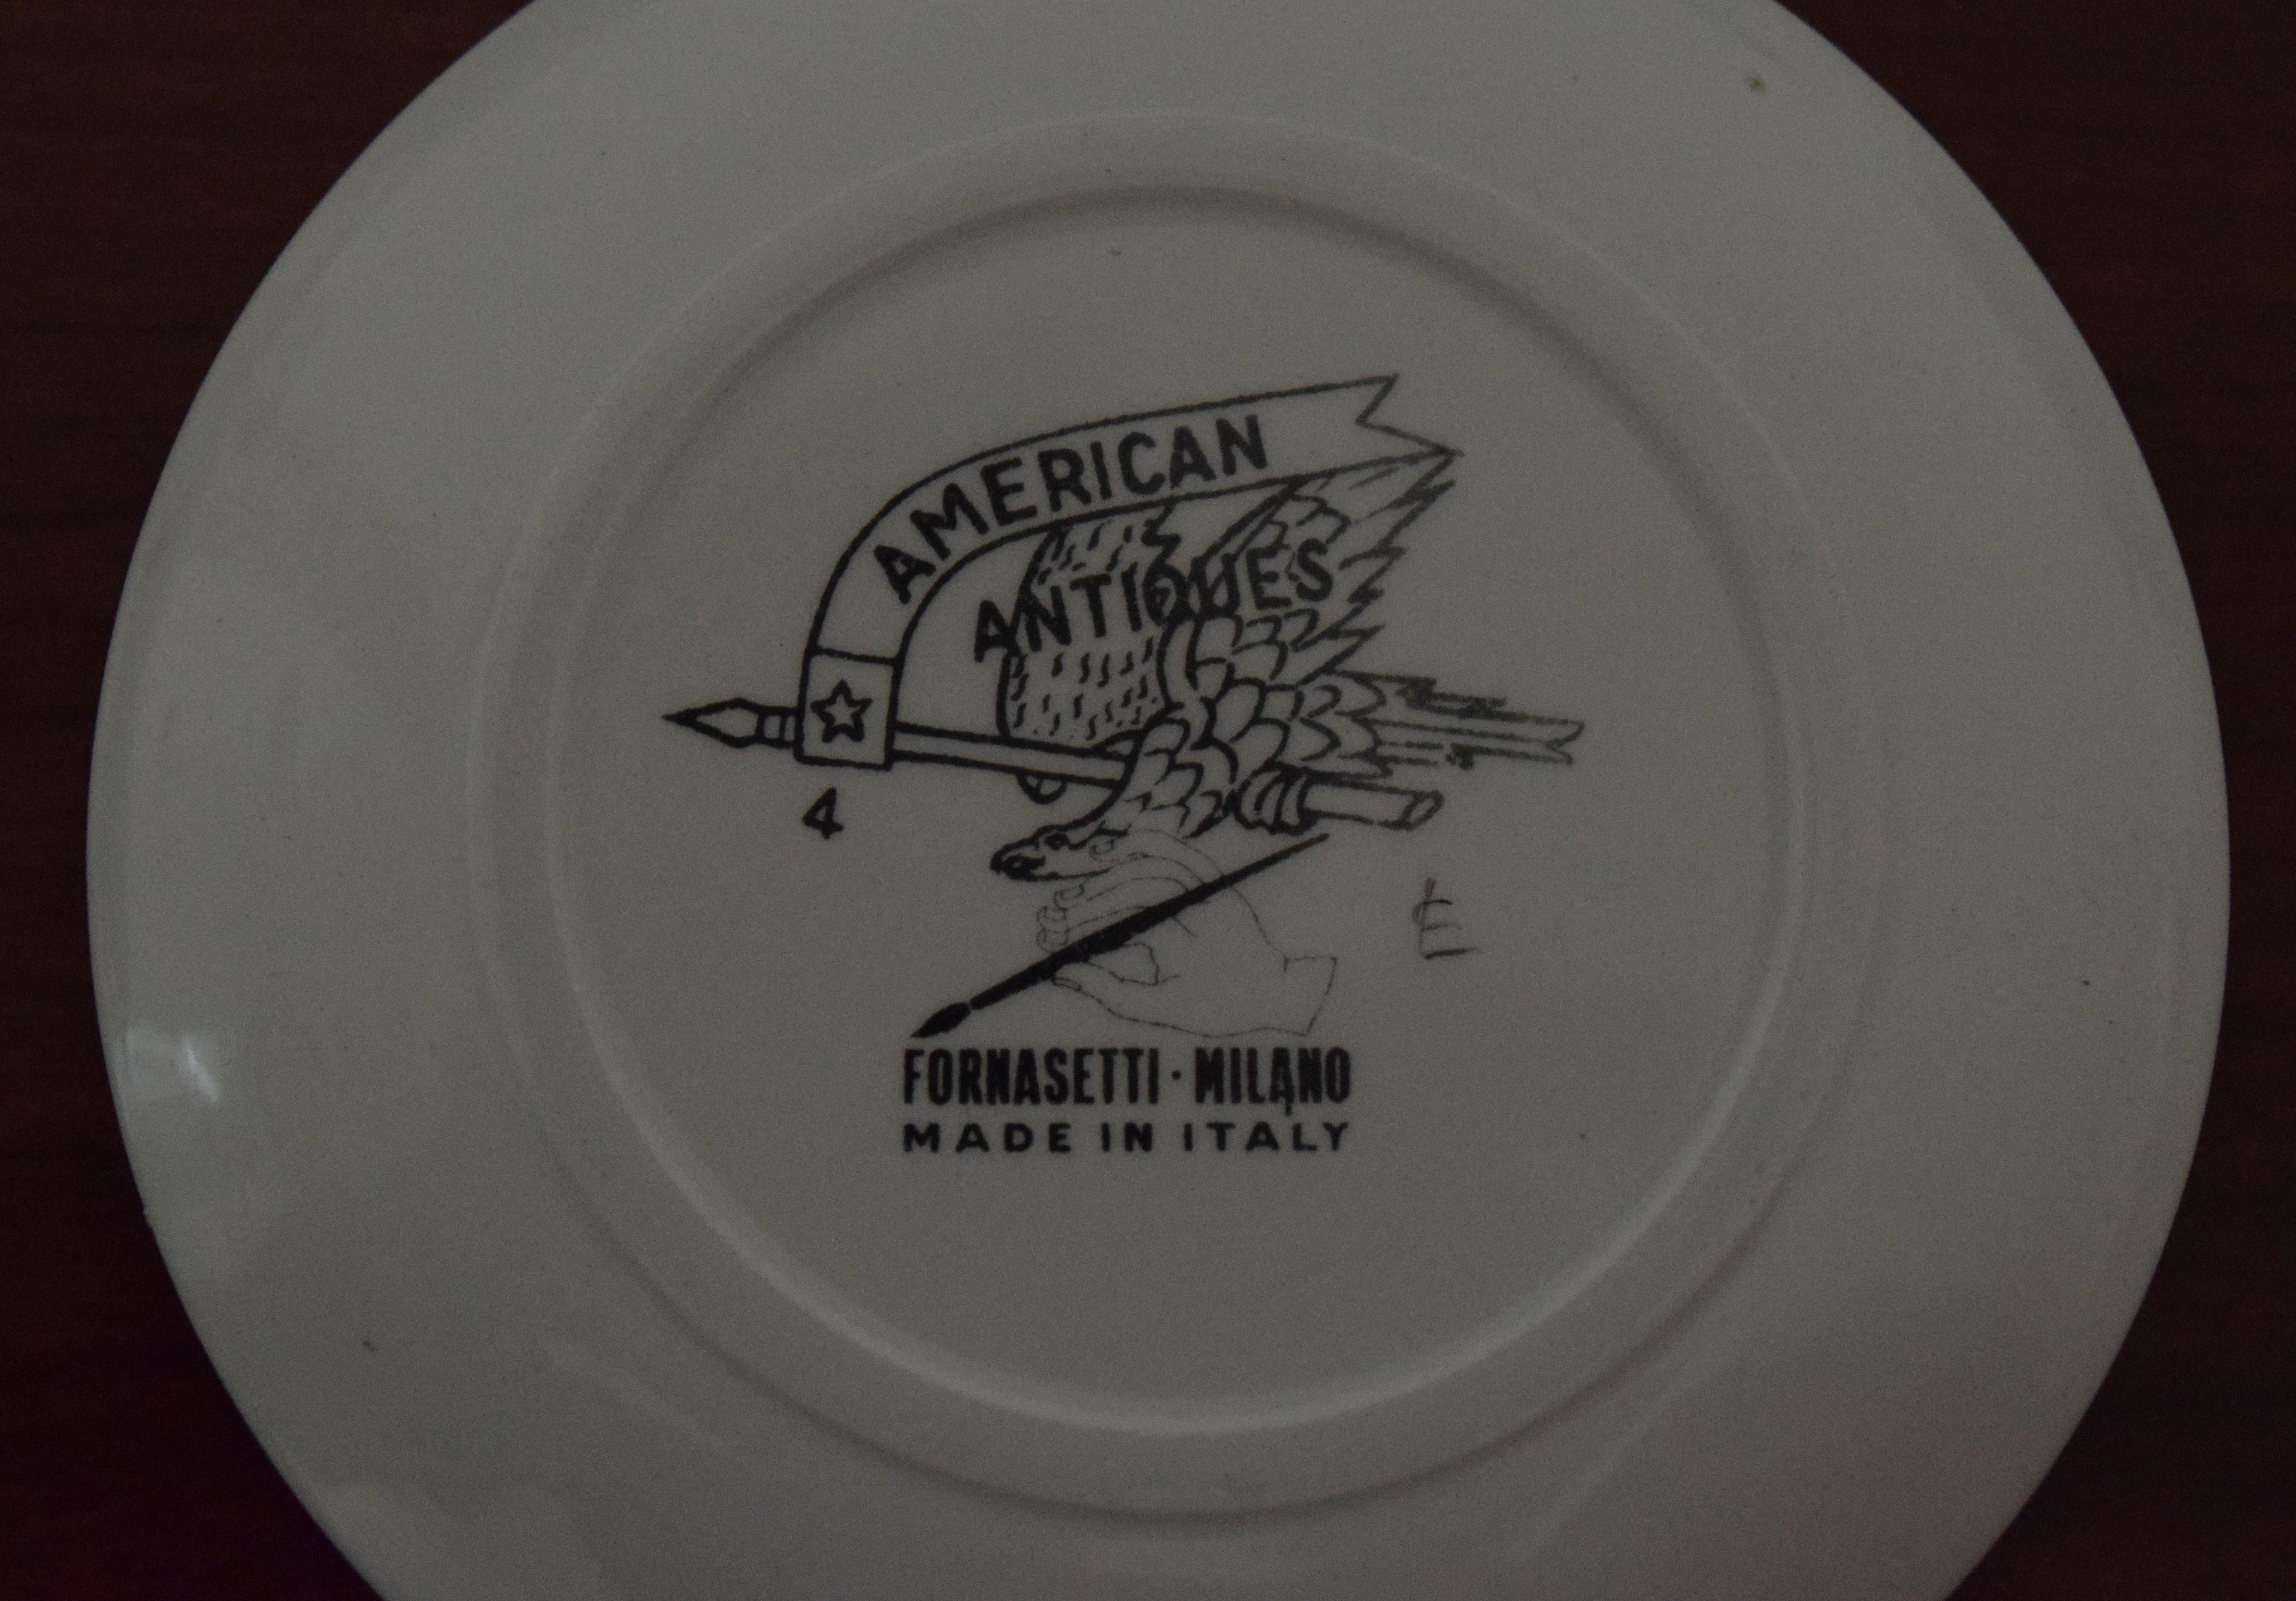 AMERICAN
ANTIQUES
4
E
FORNASETTI · MILANO
MADE IN ITALY